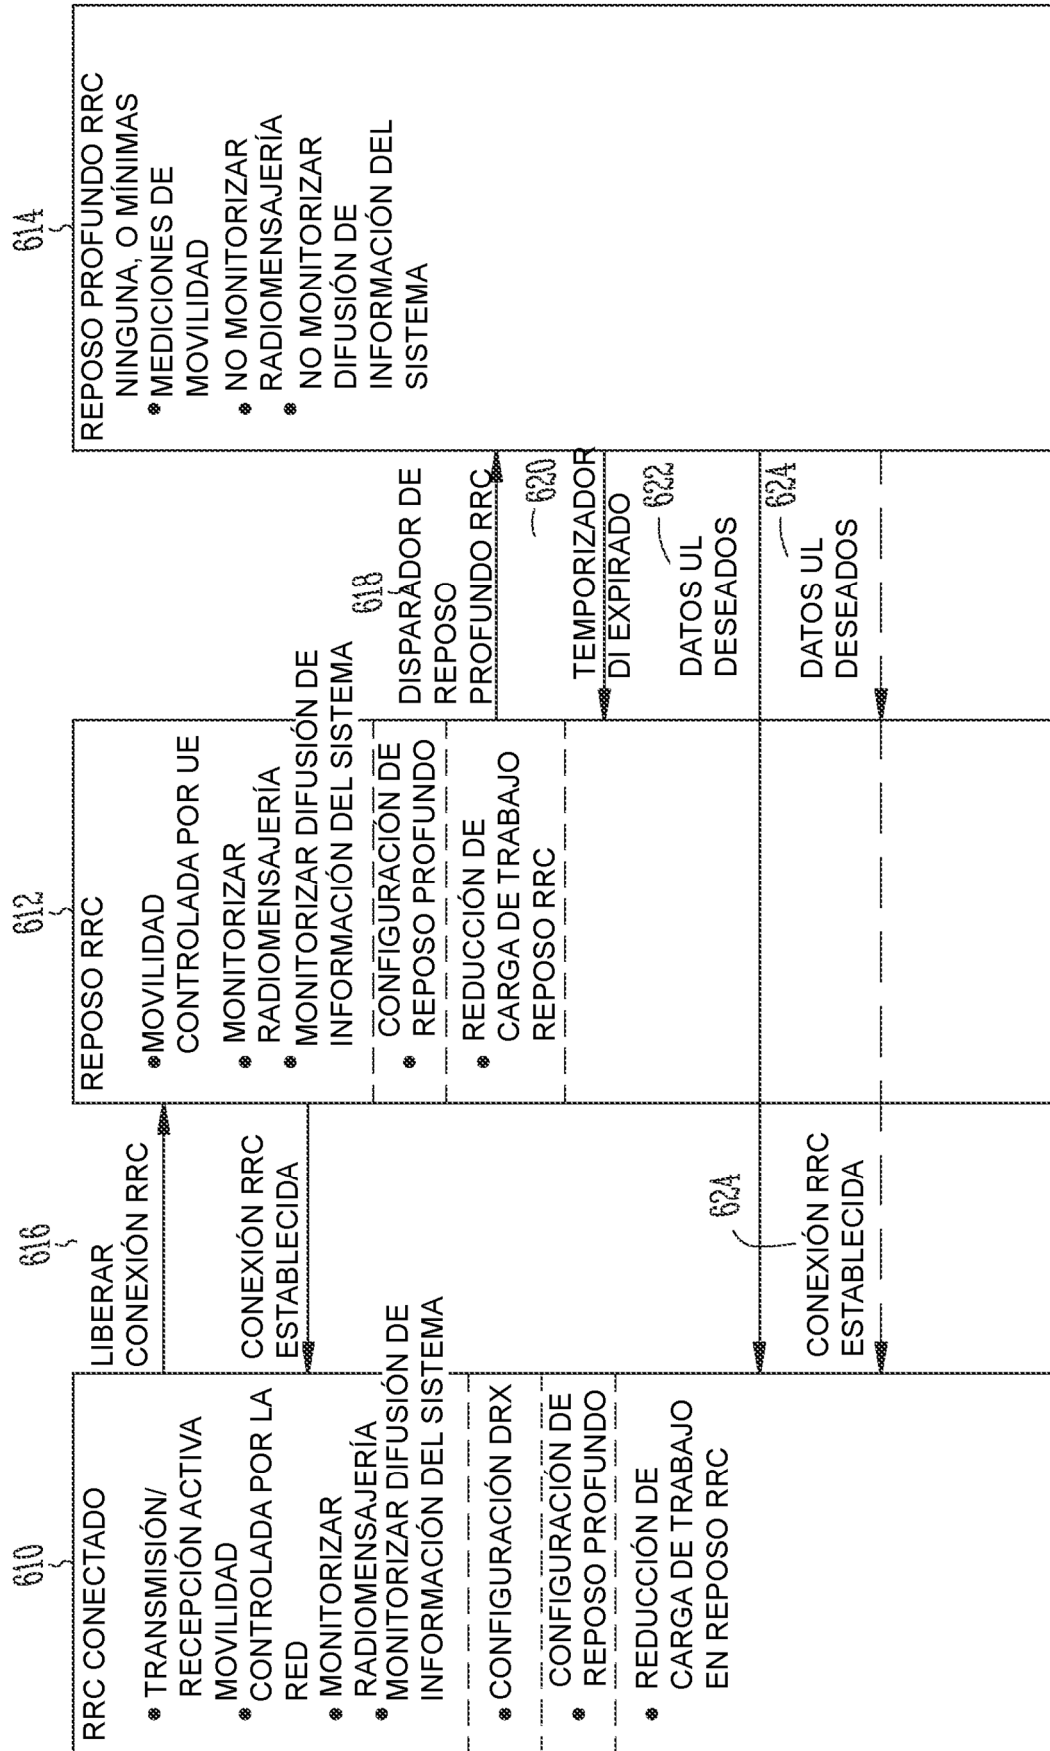 610
RRC CONECTADO
• TRANSMISIÓN/
RECEPCIÓN ACTIVA
MOVILIDAD
• CONTROLADA POR LA
RED
• MONITORIZAR
RADIOMENSAJERÍA
• MONITORIZAR DIFUSIÓN DE
INFORMACIÓN DEL SISTEMA
• CONFIGURACIÓN DRX
CONFIGURACIÓN DE
• REPOSO PROFUNDO
• REDUCCIÓN DE
CARGA DE TRABAJO
EN REPOSO RRC
616
LIBERAR
CONEXIÓN RRC
CONEXIÓN RRC
ESTABLECIDA
624
CONEXIÓN RRC
ESTABLECIDA
612
REPOSO RRC
• MOVILIDAD
CONTROLADA POR UE
• MONITORIZAR
RADIOMENSAJERÍA
• MONITORIZAR DIFUSIÓN DE
INFORMACIÓN DEL SISTEMA
CONFIGURACIÓN DE
• REPOSO PROFUNDO
REDUCCIÓN DE
• CARGA DE TRABAJO
REPOSO RRC
618
DISPARADOR DE
REPOSO
PROFUNDO RRC
620
TEMPORIZADOR
DI EXPIRADO
622
DATOS UL
DESEADOS
624
DATOS UL
DESEADOS
614
REPOSO PROFUNDO RRC
NINGUNA, O MÍNIMAS
• MEDICIONES DE
MOVILIDAD
• NO MONITORIZAR
RADIOMENSAJERÍA
• NO MONITORIZAR
DIFUSIÓN DE
INFORMACIÓN DEL
SISTEMA